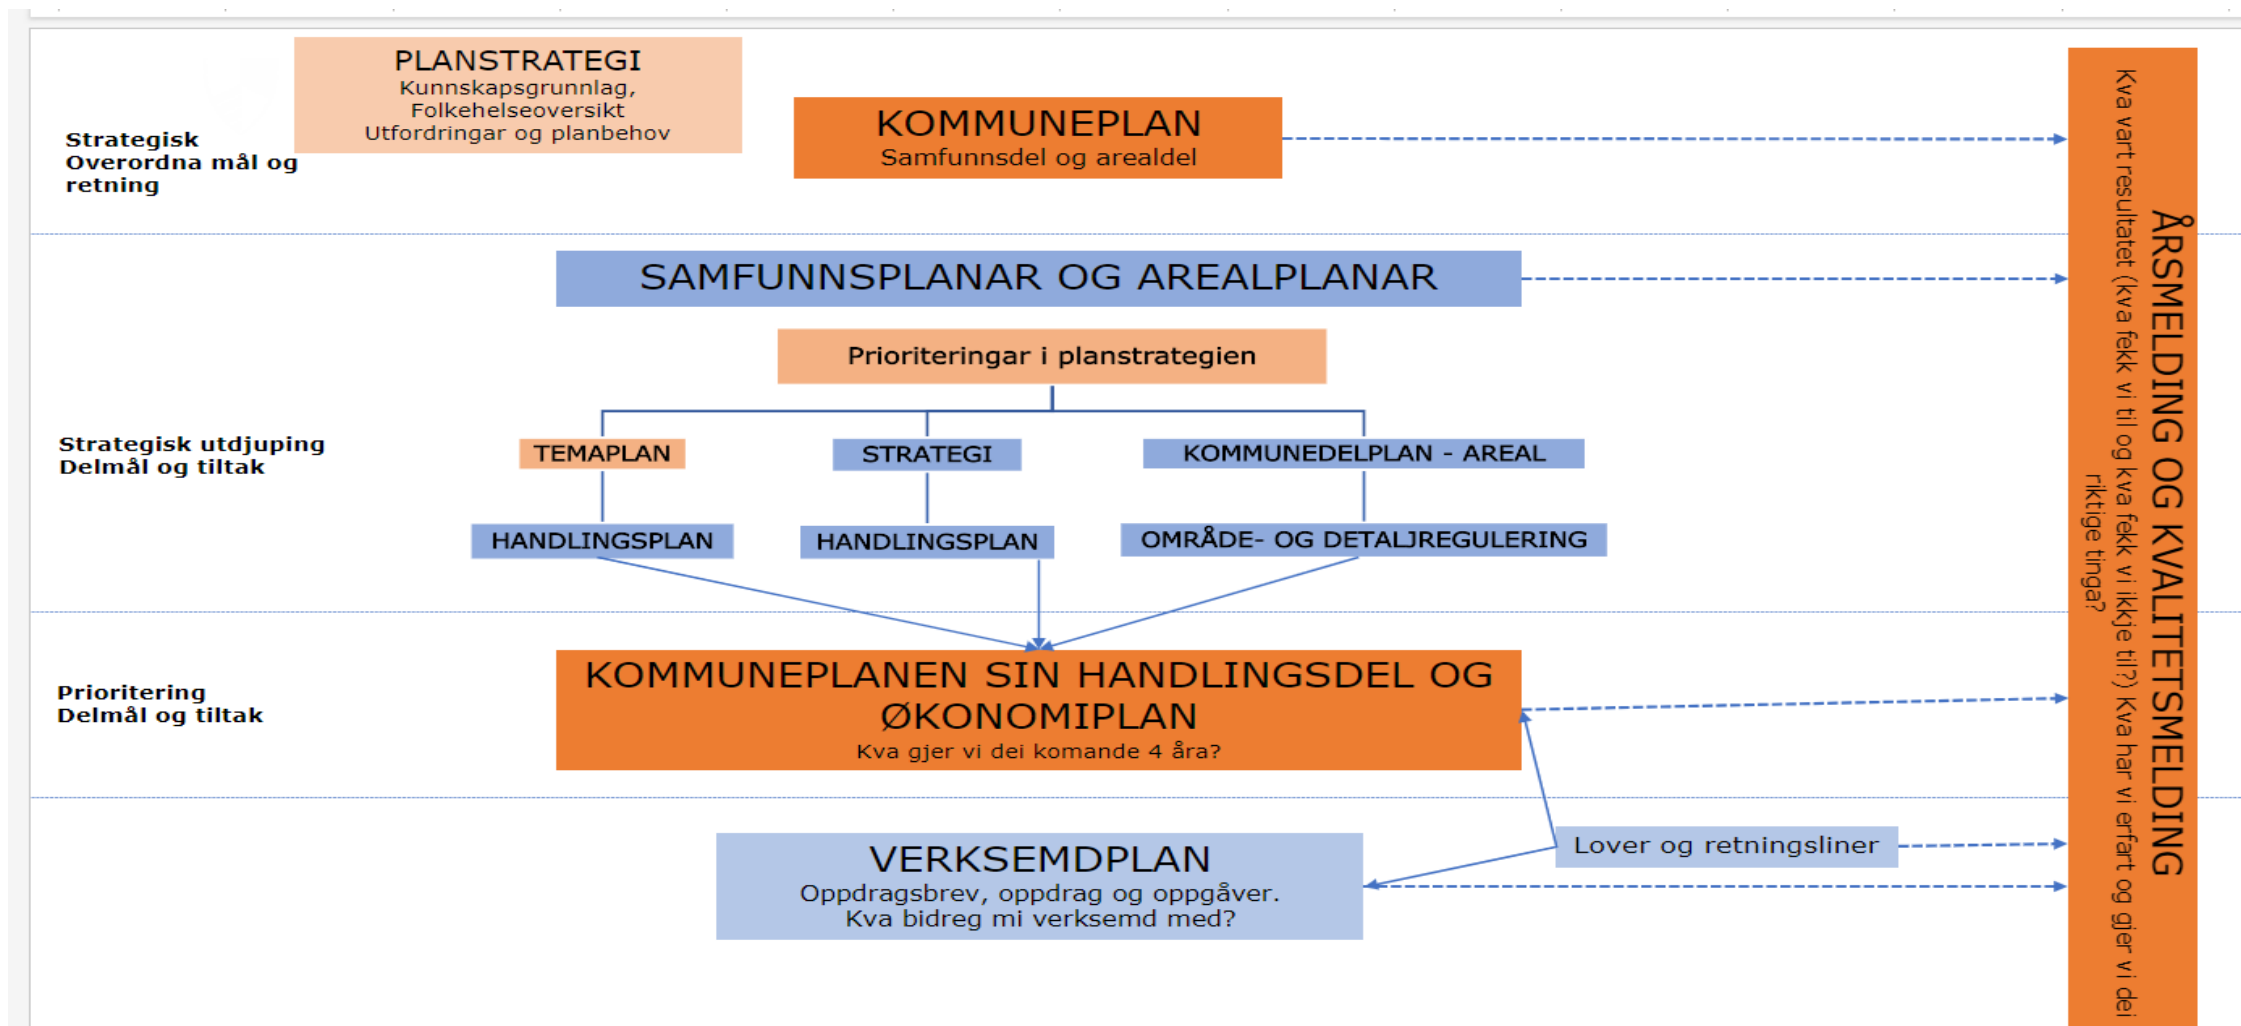 PLANSTRATEGI
Kunnskapsgrunnlag,
Folkehelseoversikt
Utfordringar og planbehov
Strategisk
Overordna mål og
retning
KOMMUNEPLAN
Samfunnsdel og arealdel
SAMFUNNSPLANAR OG AREALPLANAR
Prioriteringar i planstrategien
Strategisk utdjuping
Delmål og tiltak
TEMAPLAN
STRATEGI
KOMMUNEDELPLAN - AREAL
HANDLINGSPLAN
HANDLINGSPLAN
OMRÅDE- OG DETALJREGULERING
Prioritering
Delmål og tiltak
KOMMUNEPLANEN SIN HANDLINGSDEL OG
ØKONOMIPLAN
Kva gjer vi dei komande 4 åra?
VERKSEMDPLAN
Oppdragsbrev, oppdrag og oppgåver.
Kva bidreg mi verksemd med?
Lover og retningsliner
ÅRSMELDING OG KVALITETSMELDING
Kva vart resultatet (kva fekk vi til og kva fekk vi ikkje til?) Kva har vi erfart og gjer vi dei
riktige tinga?